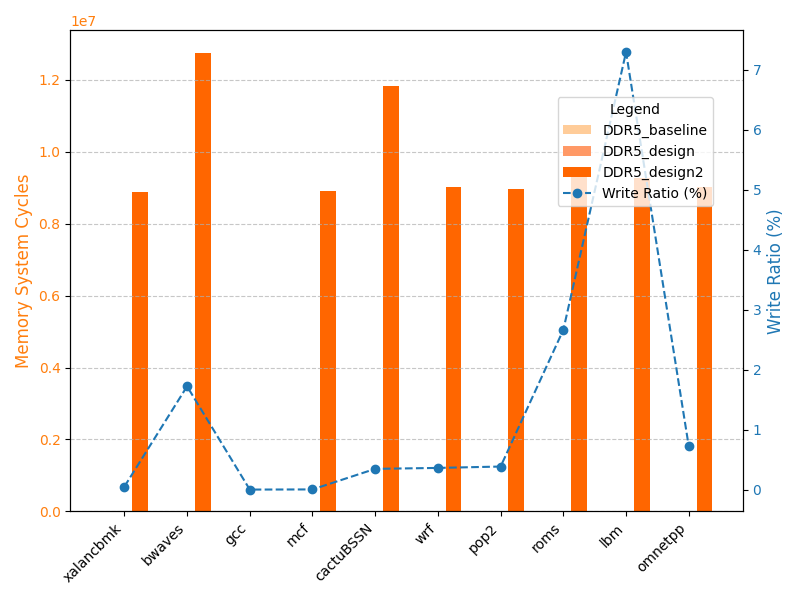 1e7
1.2
1.0
0.8
0.6
0.4
0.2
0.0
Memory System Cycles
7
6
5
4
3
2
1
0
Write Ratio (%)
Legend
DDR5_baseline
DDR5_design
DDR5_design2
Write Ratio (%)
xalancbmk
bwaves
gcc
mcf
cactuBSSN
wrf
pop2
roms
lbm
omnetpp